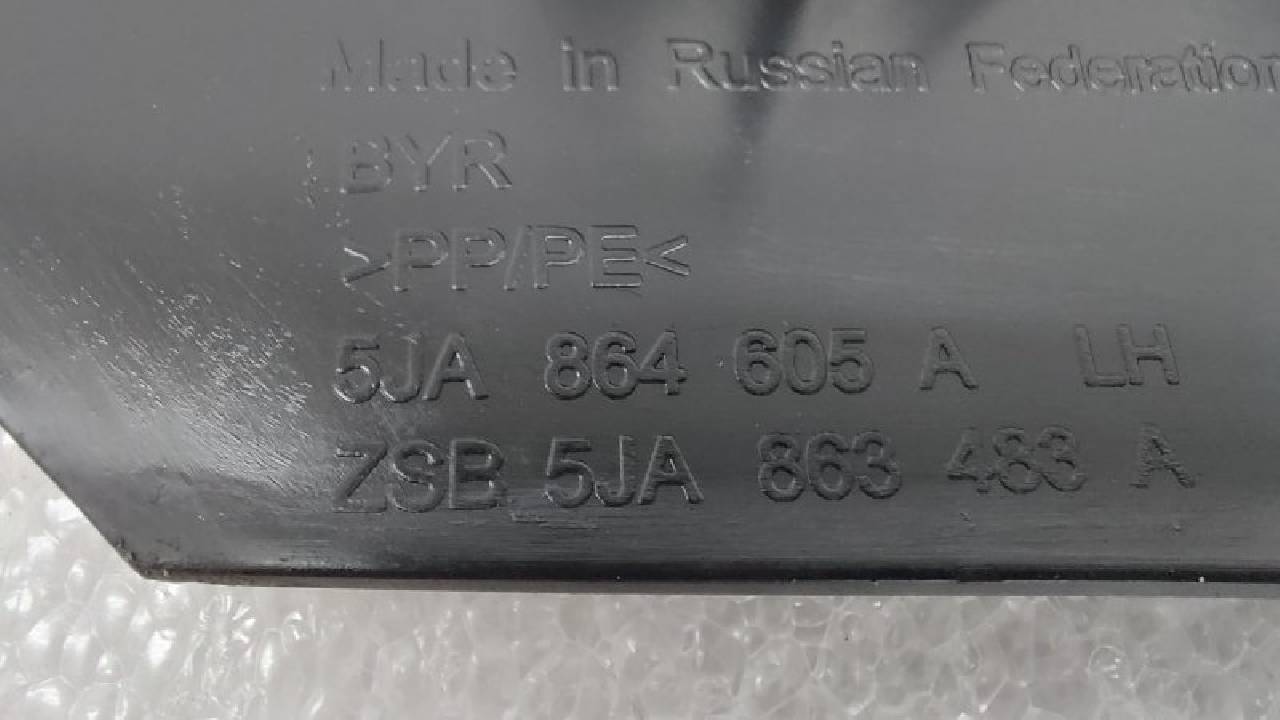 Made in Russian Federation
BYR
>PP/PE<
5JA 864 605 A LH
ZSB 5JA 863 483 A